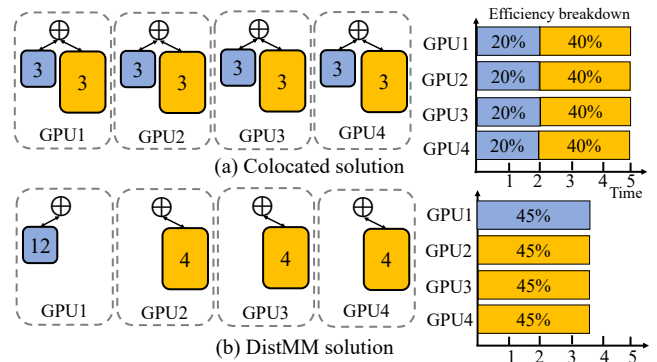 3 3 3 3 3 3 3 3
GPU1 GPU2 GPU3 GPU4
(a) Colocated solution
Efficiency breakdown
GPU1 20% 40%
GPU2 20% 40%
GPU3 20% 40%
GPU4 20% 40%
1 2 3 4 5
Time
12 4 4 4
GPU1 GPU2 GPU3 GPU4
(b) DistMM solution
GPU1 45%
GPU2 45%
GPU3 45%
GPU4 45%
1 2 3 4 5